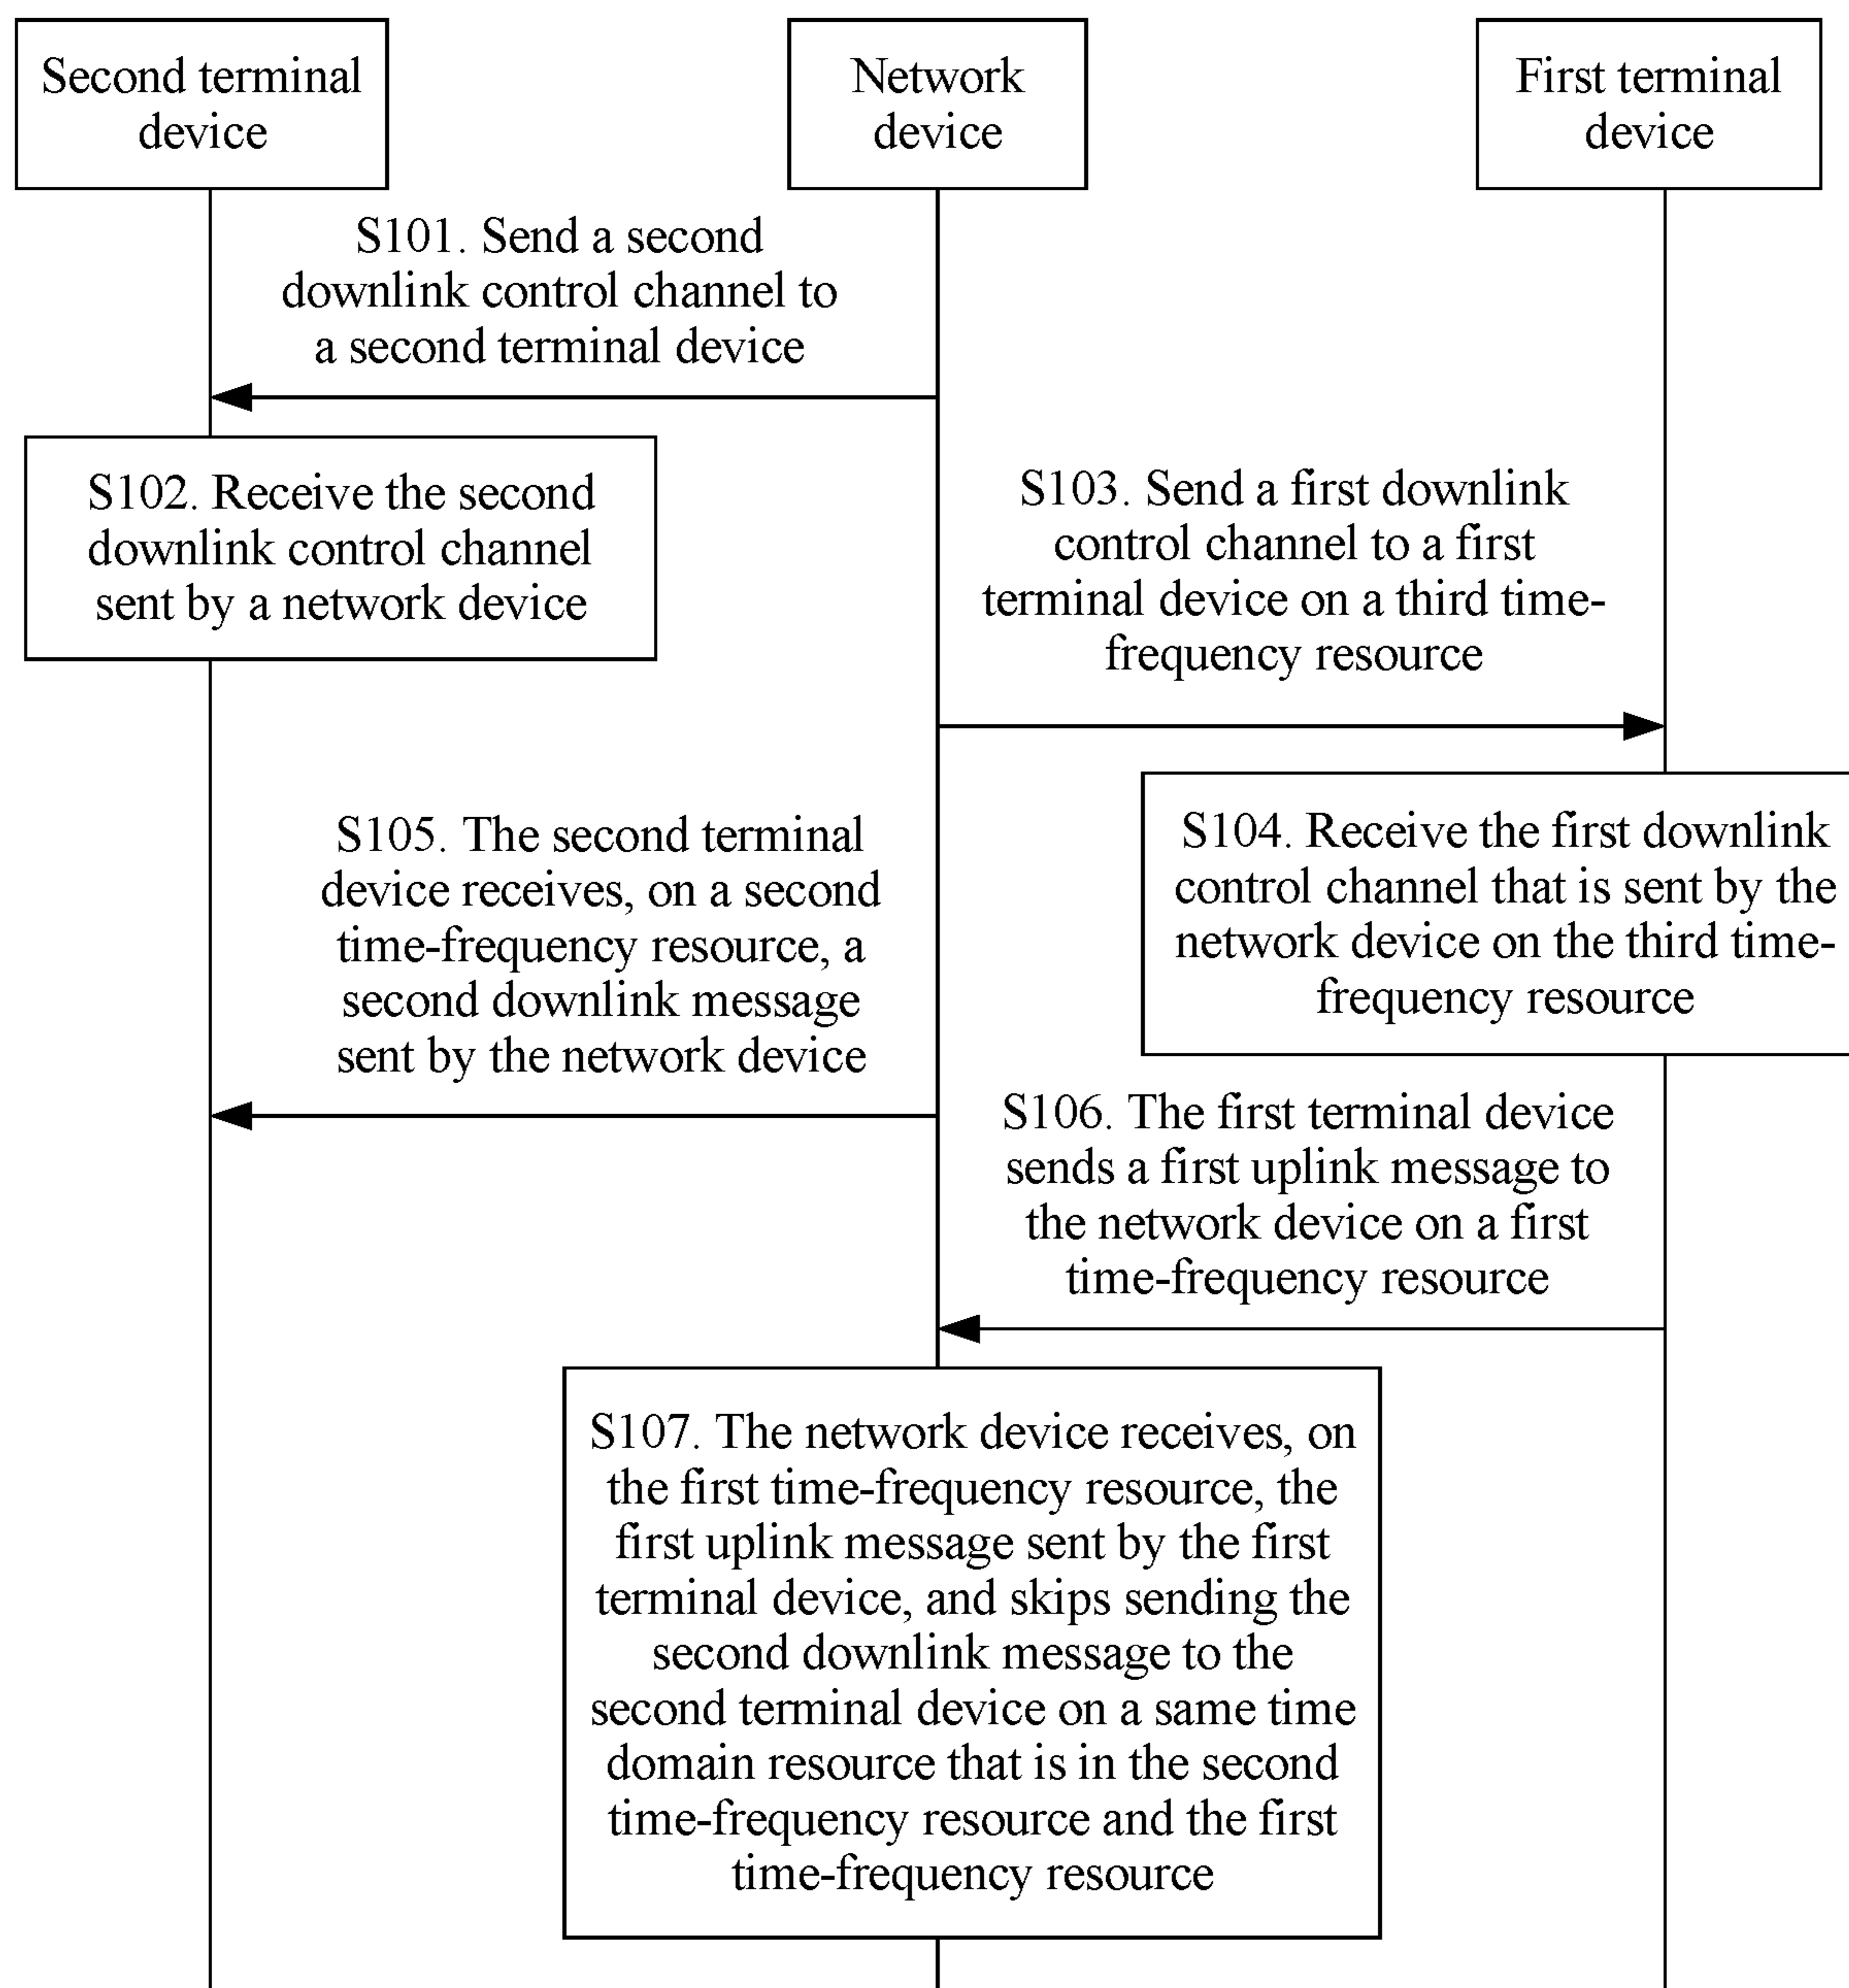 Second terminal
device
Network
device
First terminal
device
S101. Send a second
downlink control channel to
a second terminal device
S102. Receive the second
downlink control channel
sent by a network device
S103. Send a first downlink
control channel to a first
terminal device on a third time-
frequency resource
S104. Receive the first downlink
control channel that is sent by the
network device on the third time-
frequency resource
S105. The second terminal
device receives, on a second
time-frequency resource, a
second downlink message
sent by the network device
S106. The first terminal device
sends a first uplink message to
the network device on a first
time-frequency resource
S107. The network device receives, on
the first time-frequency resource, the
first uplink message sent by the first
terminal device, and skips sending the
second downlink message to the
second terminal device on a same time
domain resource that is in the second
time-frequency resource and the first
time-frequency resource